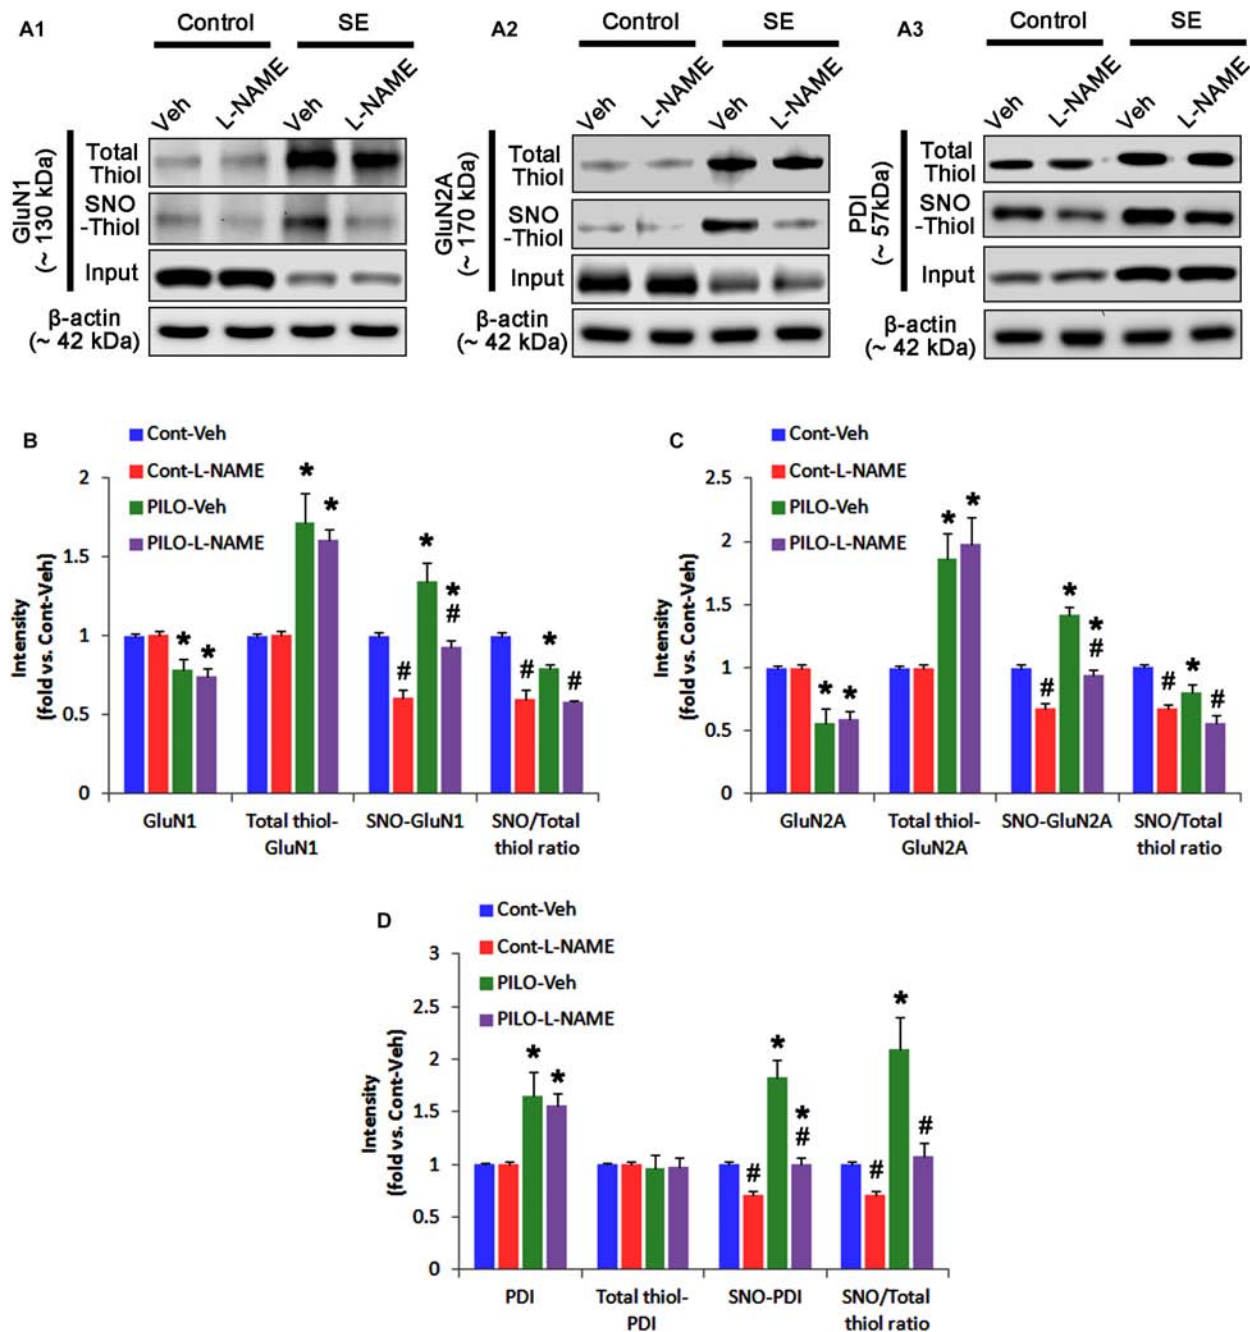 A1
Control
SE
Veh
L-NAME
Veh
L-NAME
GluN1
(~ 130 kDa)
Total
Thiol
SNO
-Thiol
Input
β-actin
(~ 42 kDa)
A2
Control
SE
Veh
L-NAME
Veh
L-NAME
GluN2A
(~ 170 kDa)
Total
Thiol
SNO
-Thiol
Input
β-actin
(~ 42 kDa)
A3
Control
SE
Veh
L-NAME
Veh
L-NAME
PDI
(~ 57kDa)
Total
Thiol
SNO
-Thiol
Input
β-actin
(~ 42 kDa)
B
Cont-Veh
Cont-L-NAME
PILO-Veh
PILO-L-NAME
Intensity
(fold vs. Cont-Veh)
2
1.5
1
0.5
0
* * * * * * # # * # * #
GluN1
Total thiol-
GluN1
SNO-GluN1
SNO/Total
thiol ratio
C
Cont-Veh
Cont-L-NAME
PILO-Veh
PILO-L-NAME
Intensity
(fold vs. Cont-Veh)
2.5
2
1.5
1
0.5
0
* * * * # * * # # * #
GluN2A
Total thiol-
GluN2A
SNO-GluN2A
SNO/Total
thiol ratio
D
Cont-Veh
Cont-L-NAME
PILO-Veh
PILO-L-NAME
Intensity
(fold vs. Cont-Veh)
3
2.5
2
1.5
1
0.5
0
* * # * * # # * #
PDI
Total thiol-
PDI
SNO-PDI
SNO/Total
thiol ratio